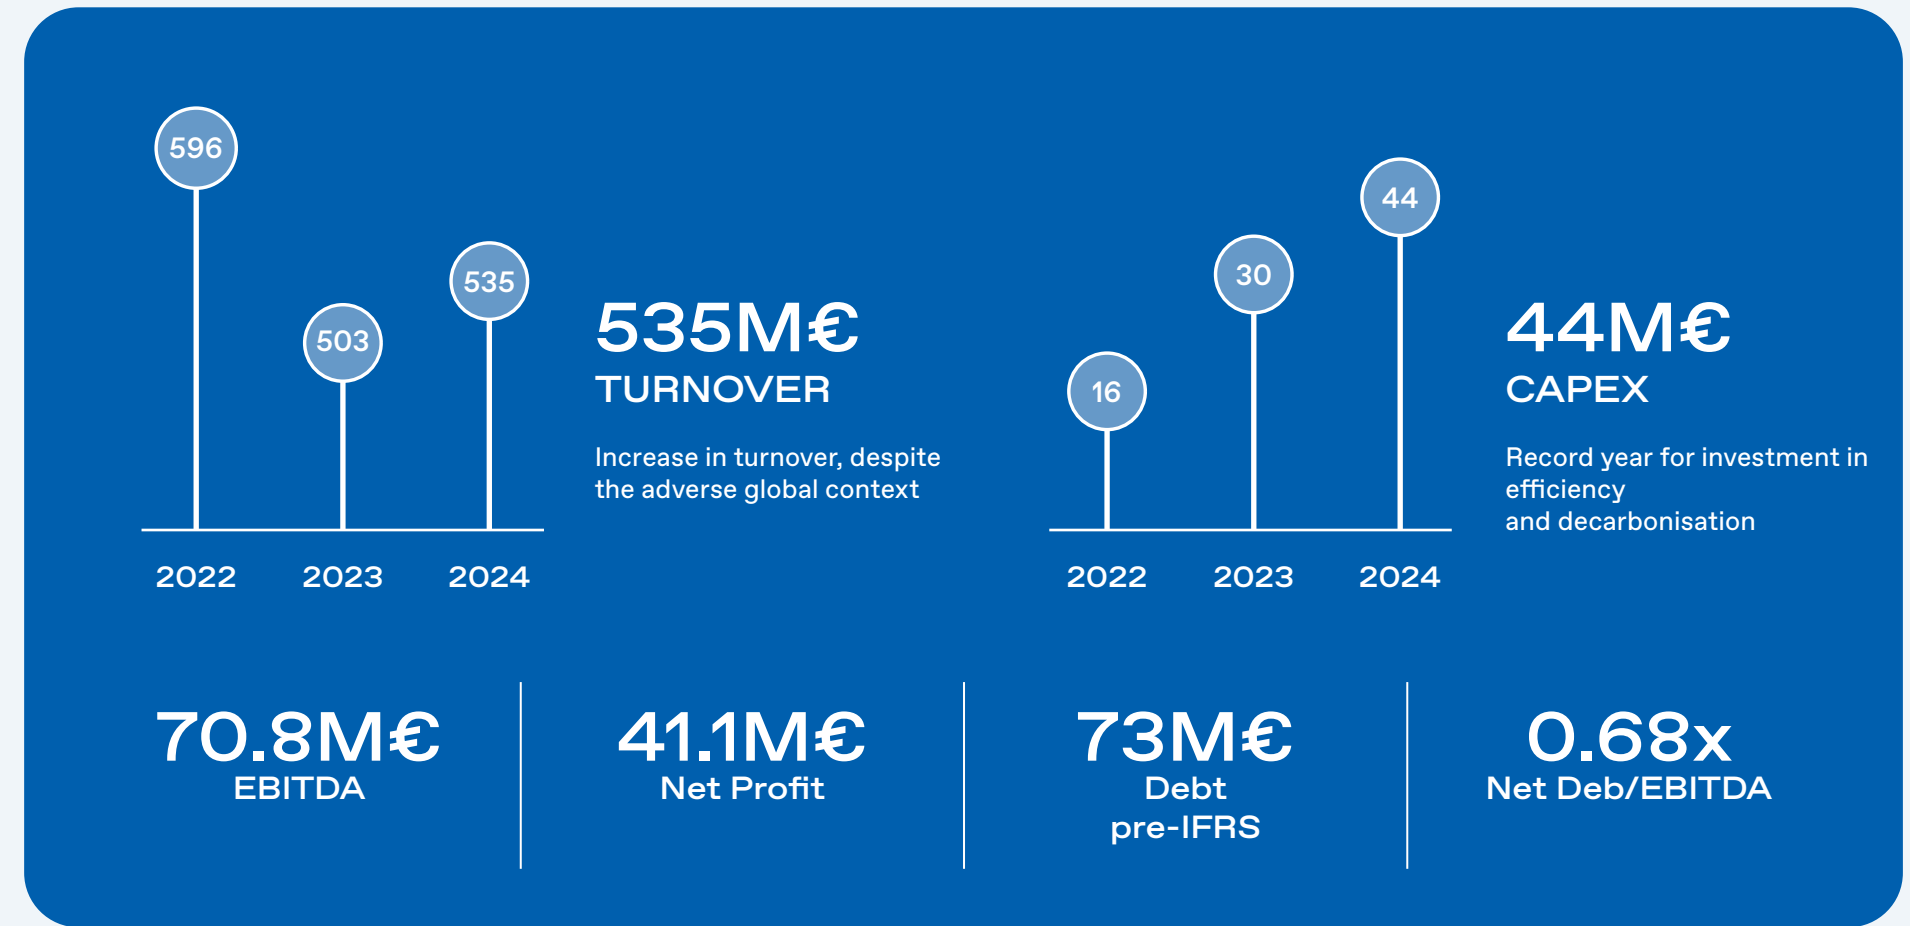 596
503
535
2022
2023
2024
535M€
TURNOVER
Increase in turnover, despite
the adverse global context
16
30
44
2022
2023
2024
44M€
CAPEX
Record year for investment in
efficiency
and decarbonisation
70.8M€
EBITDA
41.1M€
Net Profit
73M€
Debt
pre-IFRS
0.68x
Net Deb/EBITDA